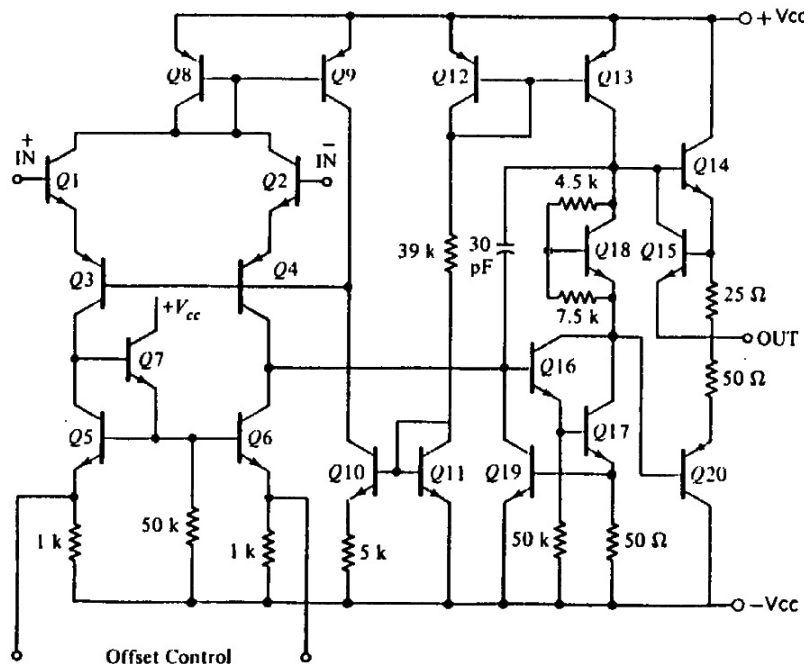 + Vcc
Q8
Q9
Q12
Q13
+
IN
Q1
−
IN
Q2
Q14
4.5 k
Q3
Q4
39 k
30
pF
Q18
Q15
25 Ω
+Vcc
7.5 k
OUT
Q7
Q16
50 Ω
Q5
Q6
Q10
Q11
Q17
Q19
Q20
1 k
50 k
1 k
5 k
50 k
50 Ω
−Vcc
Offset Control